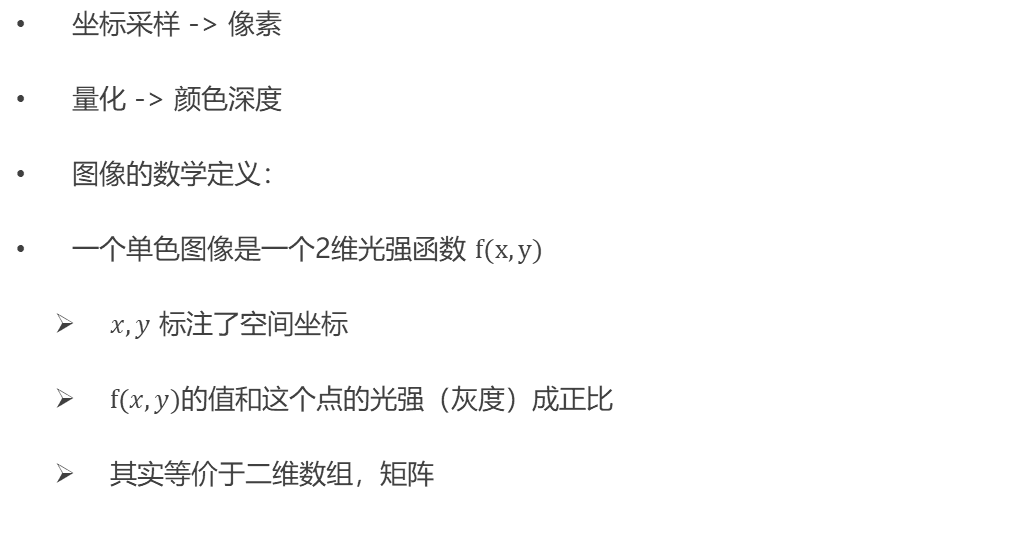 • 坐标采样 -> 像素
• 量化 -> 颜色深度
• 图像的数学定义：
• 一个单色图像是一个2维光强函数 f(x,y)
➢ x,y 标注了空间坐标
➢ f(x,y)的值和这个点的光强（灰度）成正比
➢ 其实等价于二维数组，矩阵